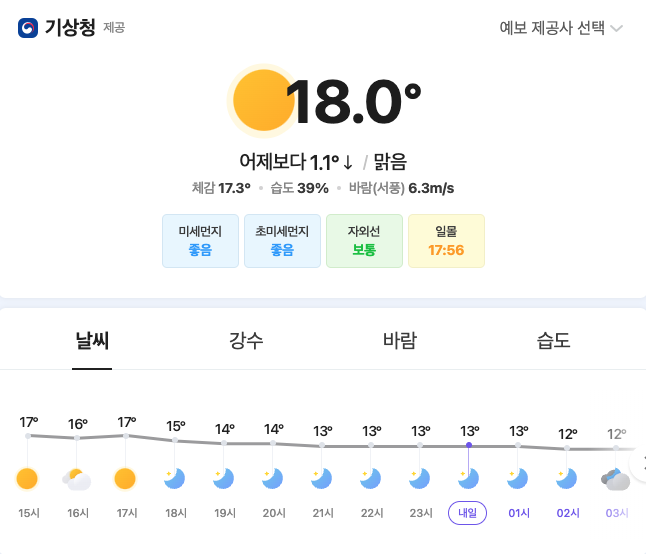 기상청 제공
예보 제공사 선택
18.0°
어제보다 1.1°↓ / 맑음
체감 17.3° • 습도 39% • 바람(서풍) 6.3m/s
미세먼지 초미세먼지 자외선 일몰
좋음 좋음 보통 17:56
날씨 강수 바람 습도
17° 16° 17° 15° 14° 14° 13° 13° 13° 13° 13° 12° 12°
15시 16시 17시 18시 19시 20시 21시 22시 23시 내일 01시 02시 03시